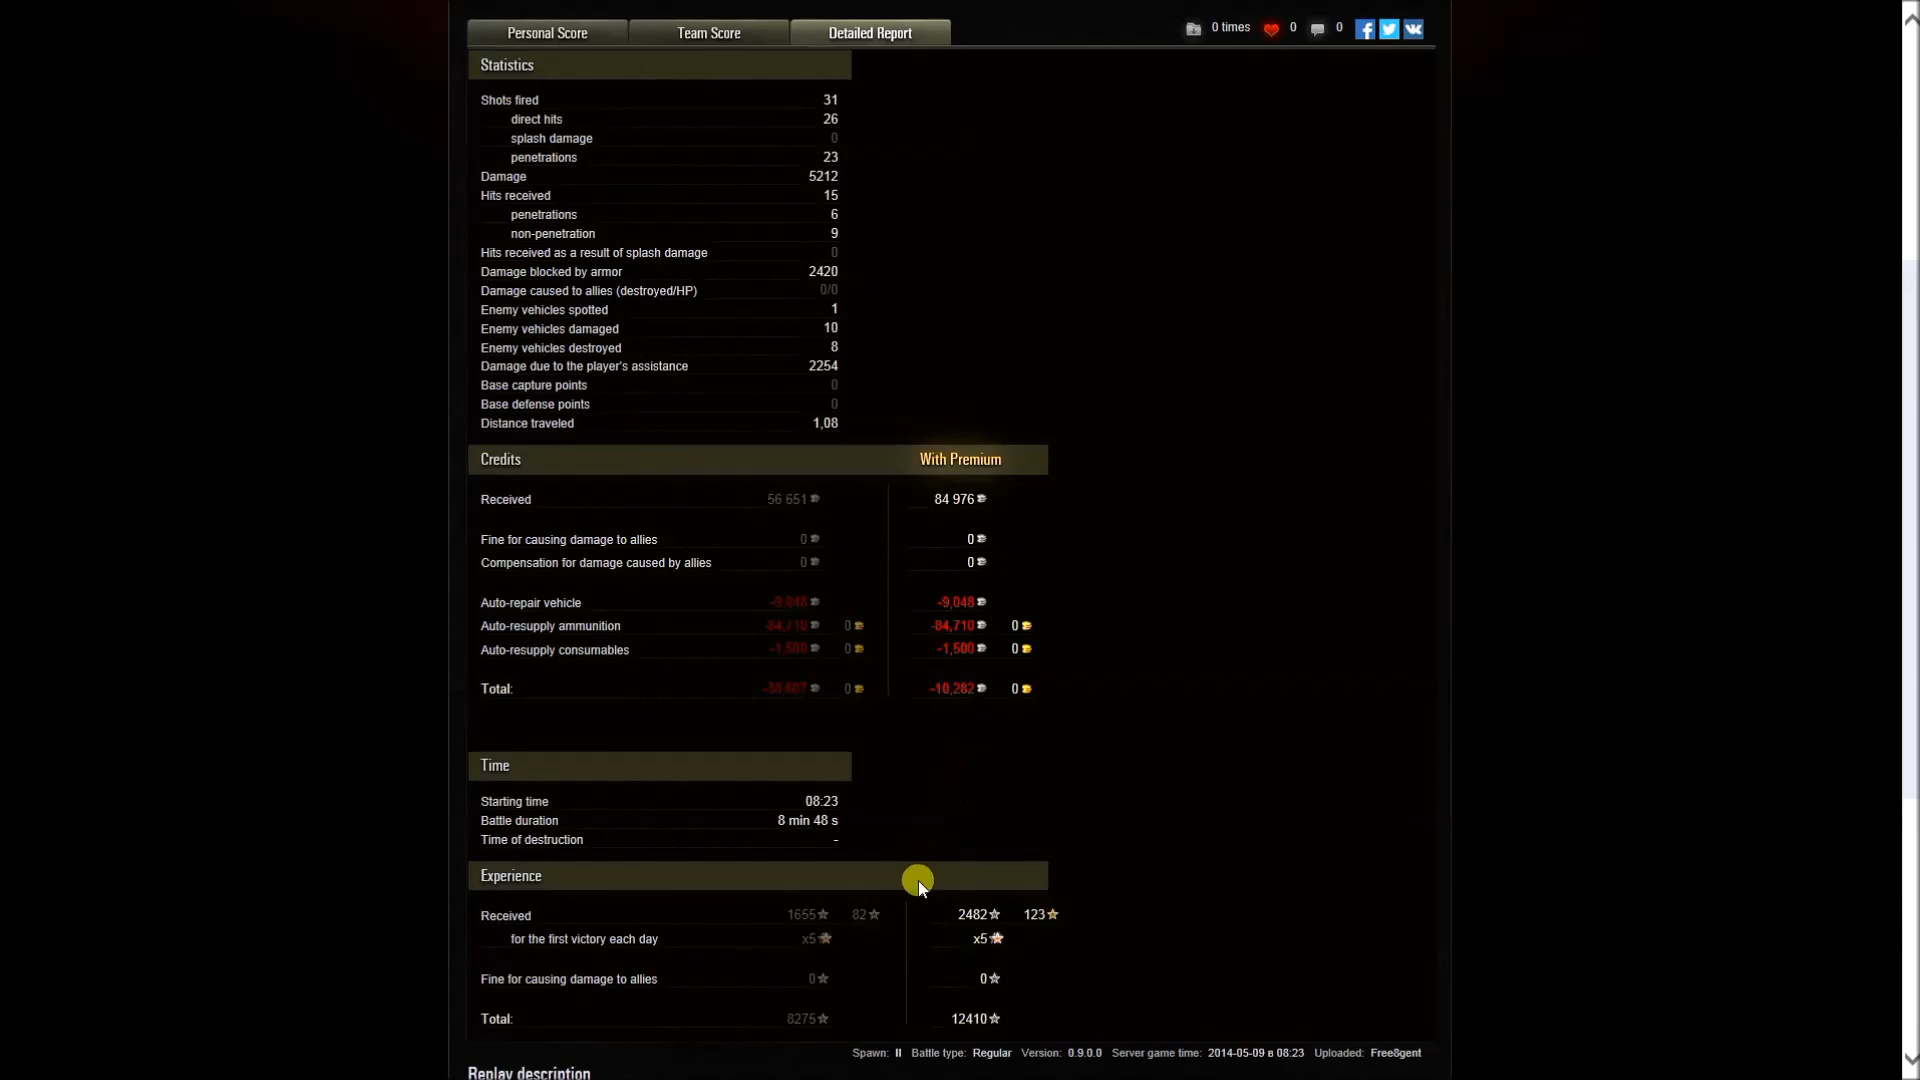 Personal Score Team Score Detailed Report 0 times 0 0
Statistics
Shots fired 31
direct hits 26
splash damage 0
penetrations 23
Damage 5212
Hits received 15
penetrations 6
non-penetration 9
Hits received as a result of splash damage 0
Damage blocked by armor 2420
Damage caused to allies (destroyed/HP) 0/0
Enemy vehicles spotted 1
Enemy vehicles damaged 10
Enemy vehicles destroyed 8
Damage due to the player's assistance 2254
Base capture points 0
Base defense points 0
Distance traveled 1,08
Credits With Premium
Received 56 651 84 976
Fine for causing damage to allies 0 0
Compensation for damage caused by allies 0 0
Auto-repair vehicle -9,048 -9,048
Auto-resupply ammunition -84,710 0 -84,710 0
Auto-resupply consumables -1,500 0 -1,500 0
Total: -38,607 0 -10,282 0
Time
Starting time 08:23
Battle duration 8 min 48 s
Time of destruction -
Experience
Received 1655 82 2482 123
for the first victory each day x5 x5
Fine for causing damage to allies 0 0
Total: 8275 12410
Spawn: II Battle type: Regular Version: 0.9.0.0 Server game time: 2014-05-09 в 08:23 Uploaded: Free8gent
Replay description